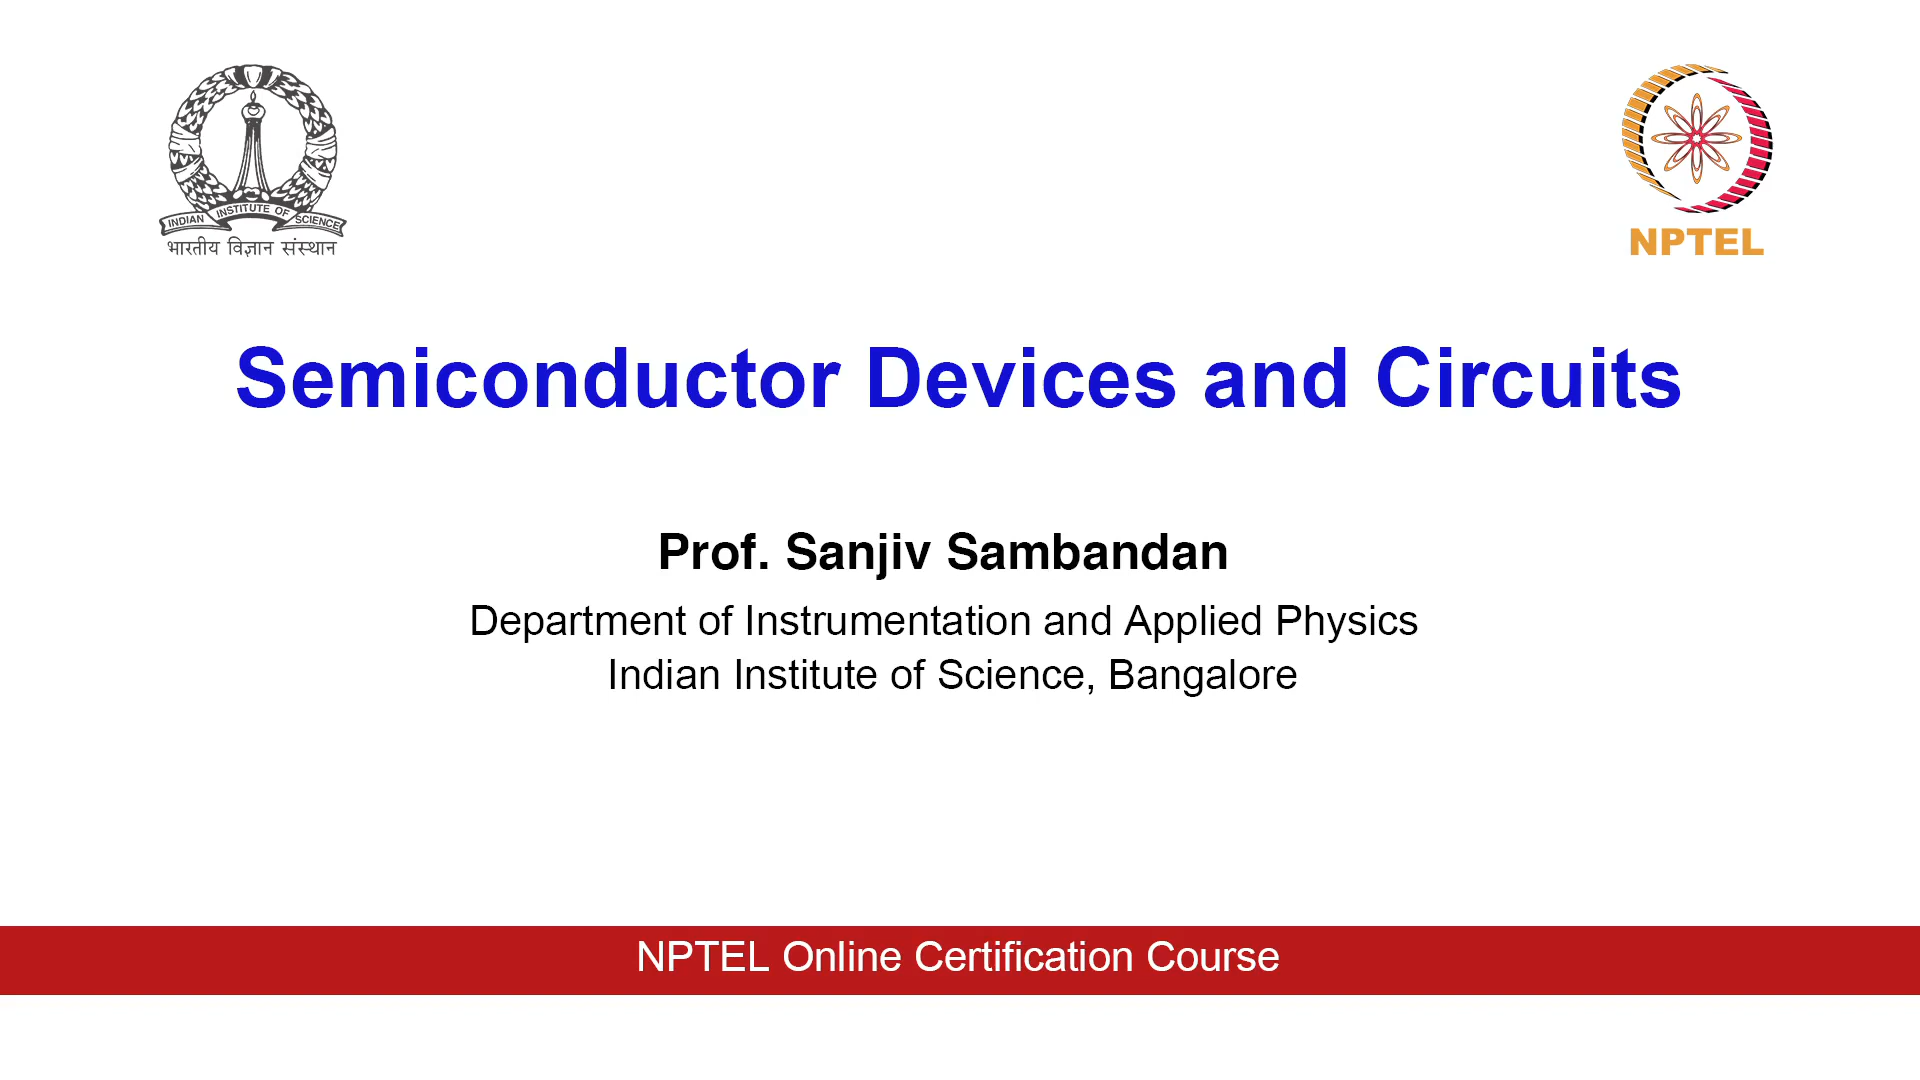 INDIAN INSTITUTE OF SCIENCE
भारतीय विज्ञान संस्थान
NPTEL
Semiconductor Devices and Circuits
Prof. Sanjiv Sambandan
Department of Instrumentation and Applied Physics
Indian Institute of Science, Bangalore
NPTEL Online Certification Course